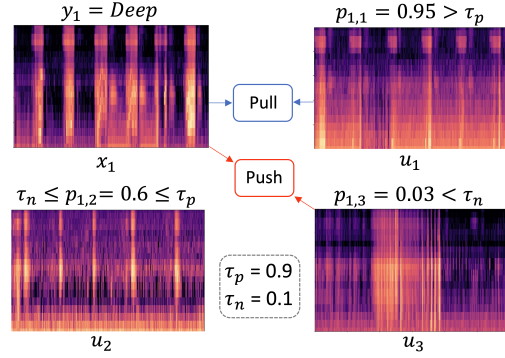 y₁ = Deep
p₁,₁ = 0.95 > τₚ
Pull
x₁
u₁
Push
τₙ ≤ p₁,₂= 0.6 ≤ τₚ
p₁,₃ = 0.03 < τₙ
τₚ = 0.9
τₙ = 0.1
u₂
u₃